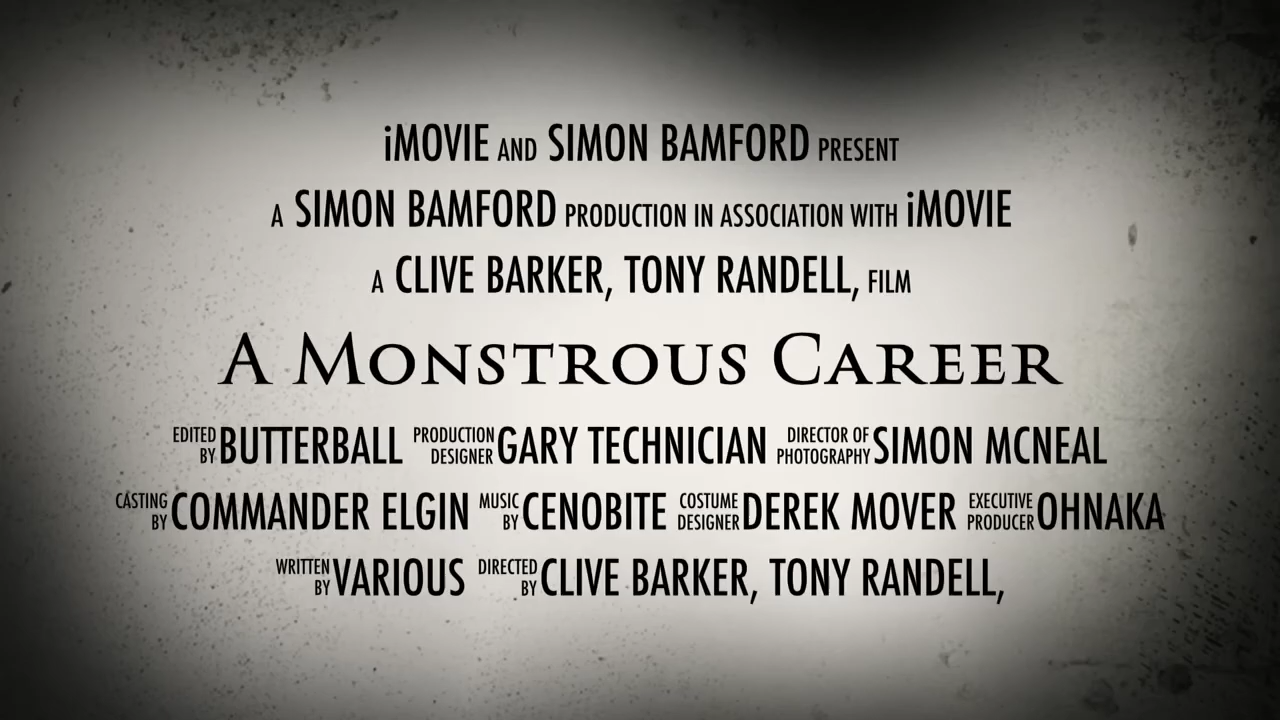 iMOVIE AND SIMON BAMFORD PRESENT
A SIMON BAMFORD PRODUCTION IN ASSOCIATION WITH iMOVIE
A CLIVE BARKER, TONY RANDELL, FILM
A MONSTROUS CAREER
EDITED BY BUTTERBALL PRODUCTION DESIGNER GARY TECHNICIAN DIRECTOR OF PHOTOGRAPHY SIMON MCNEAL
CASTING BY COMMANDER ELGIN MUSIC BY CENOBITE COSTUME DESIGNER DEREK MOVER EXECUTIVE PRODUCER OHNAKA
WRITTEN BY VARIOUS DIRECTED BY CLIVE BARKER, TONY RANDELL,